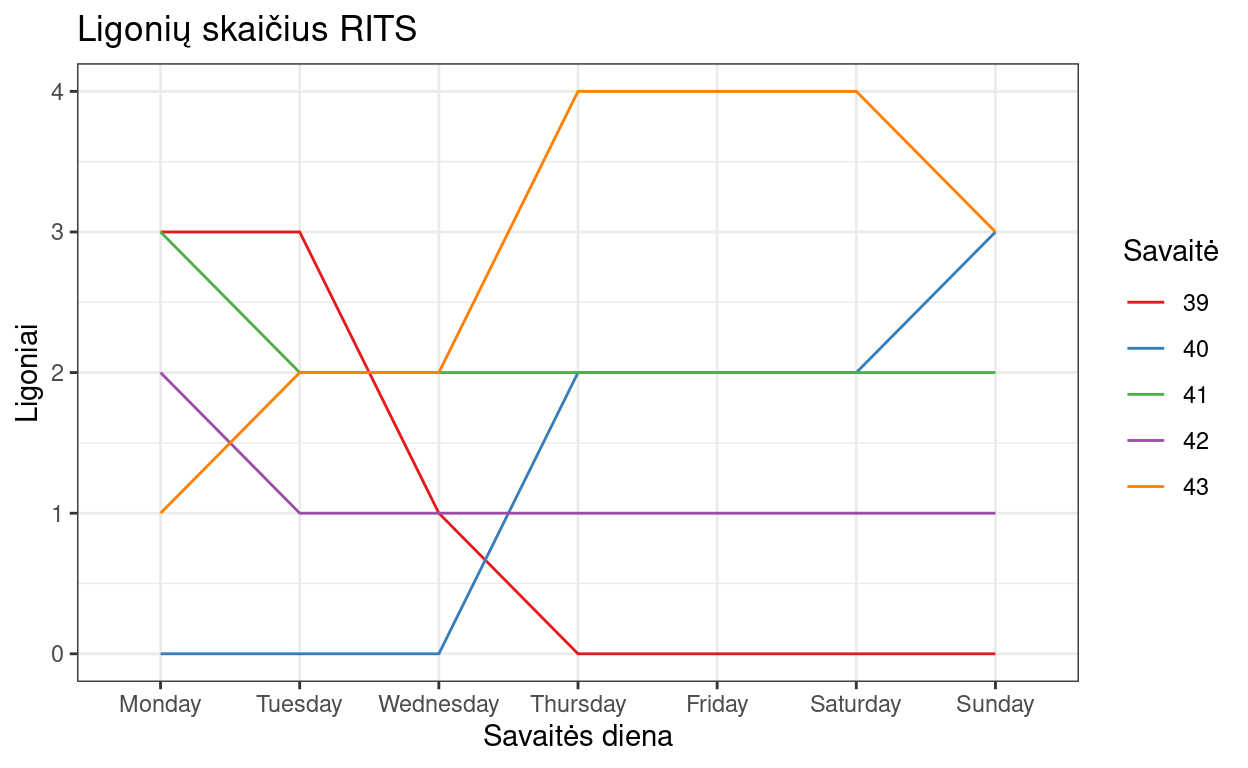 Ligonių skaičius RITS
4
3
2
1
0
Ligoniai
Monday Tuesday Wednesday Thursday Friday Saturday Sunday
Savaitės diena
Savaitė
39
40
41
42
43